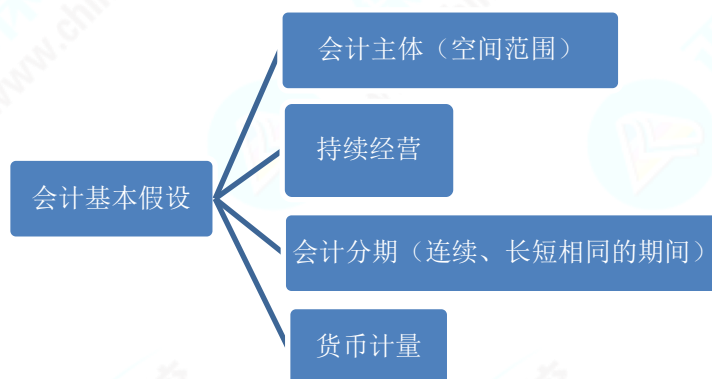 会计主体（空间范围）
持续经营
会计基本假设
会计分期（连续、长短相同的期间）
货币计量